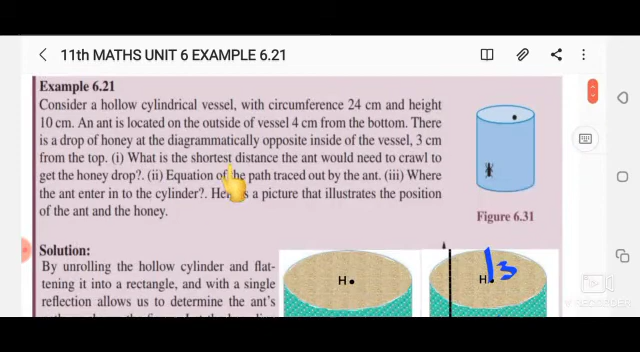 11th MATHS UNIT 6 EXAMPLE 6.21
Example 6.21
Consider a hollow cylindrical vessel, with circumference 24 cm and height
10 cm. An ant is located on the outside of vessel 4 cm from the bottom. There
is a drop of honey at the diagrammatically opposite inside of the vessel, 3 cm
from the top. (i) What is the shortest distance the ant would need to crawl to
get the honey drop?. (ii) Equation of the path traced out by the ant. (iii) Where
the ant enter in to the cylinder?. Here is a picture that illustrates the position
of the ant and the honey.
Figure 6.31
Solution:
By unrolling the hollow cylinder and flat-
tening it into a rectangle, and with a single
reflection allows us to determine the ant's
H
H
3